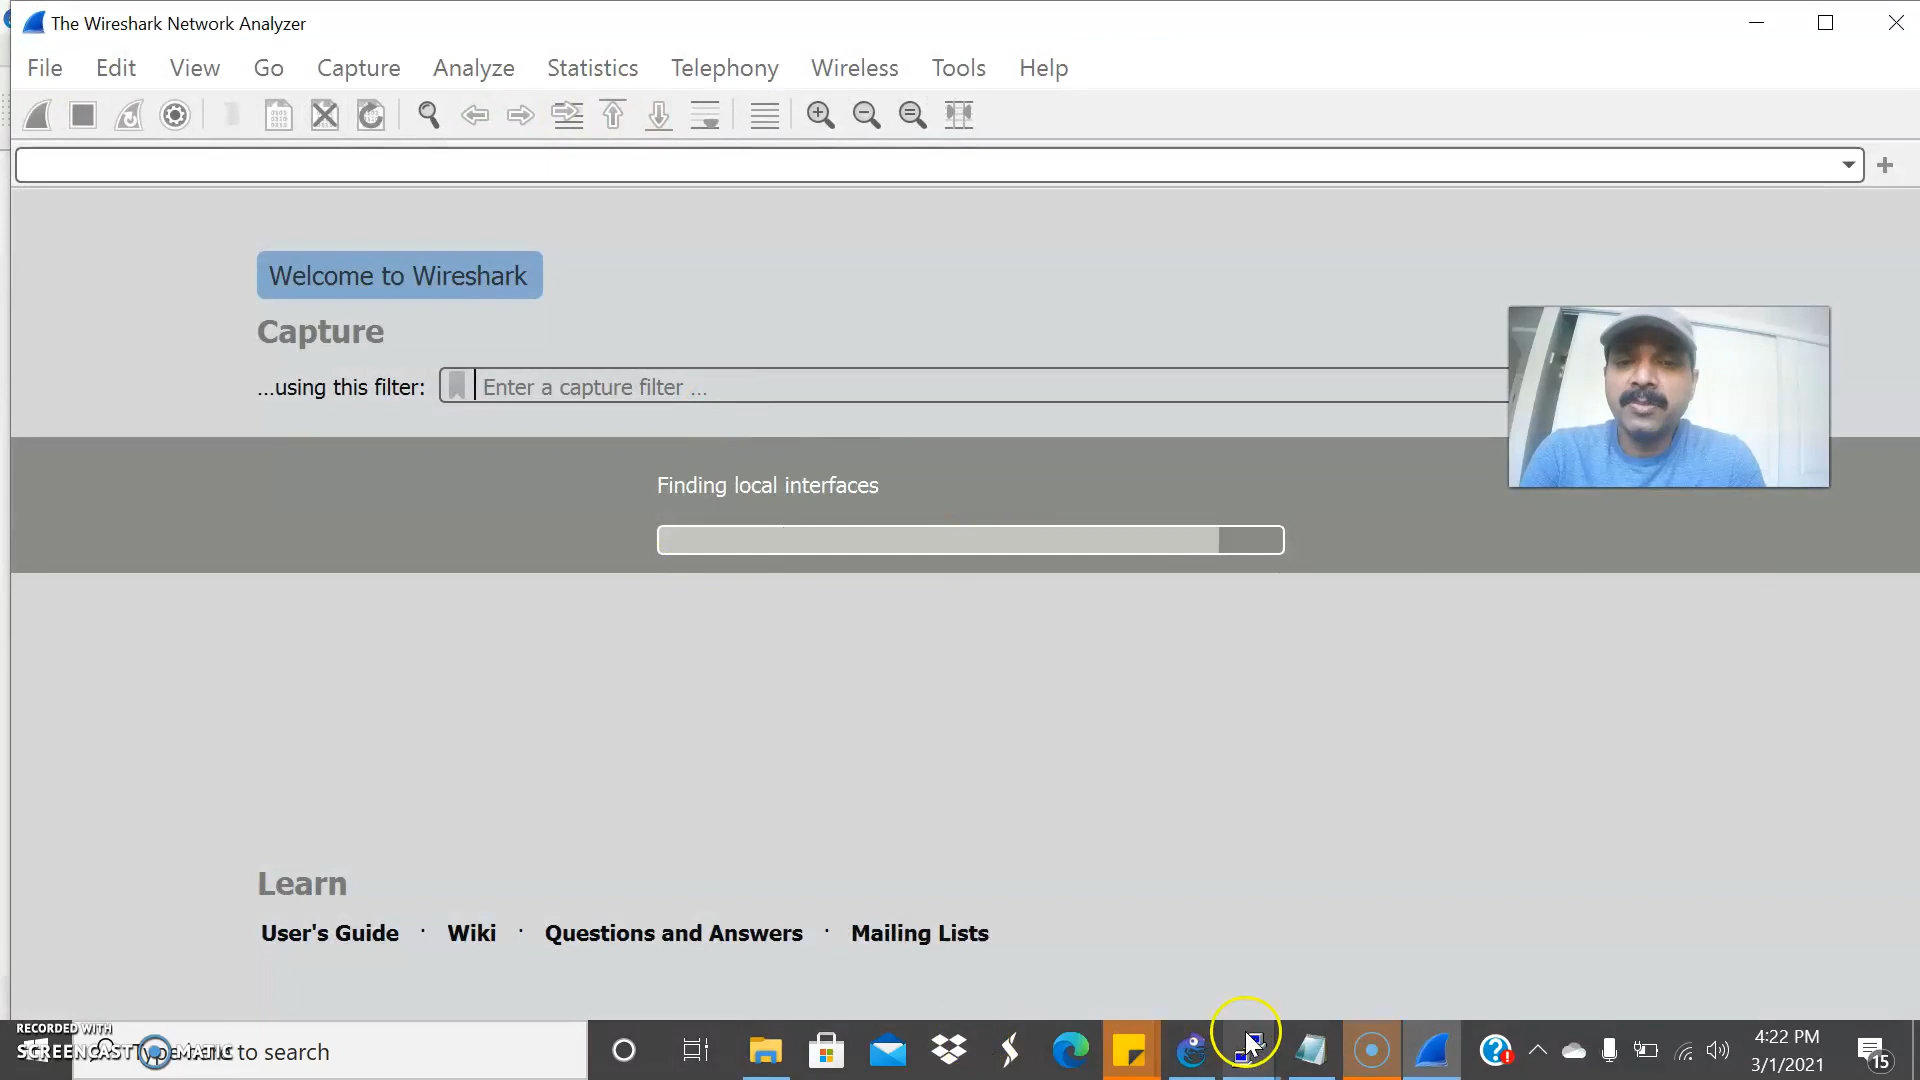 The Wireshark Network Analyzer
File Edit View Go Capture Analyze Statistics Telephony Wireless Tools Help
Welcome to Wireshark
Capture
...using this filter: Enter a capture filter ...
Finding local interfaces
Learn
User's Guide · Wiki · Questions and Answers · Mailing Lists
RECORDED WITH
SCREENCAST MATIC
to search
4:22 PM
3/1/2021
15